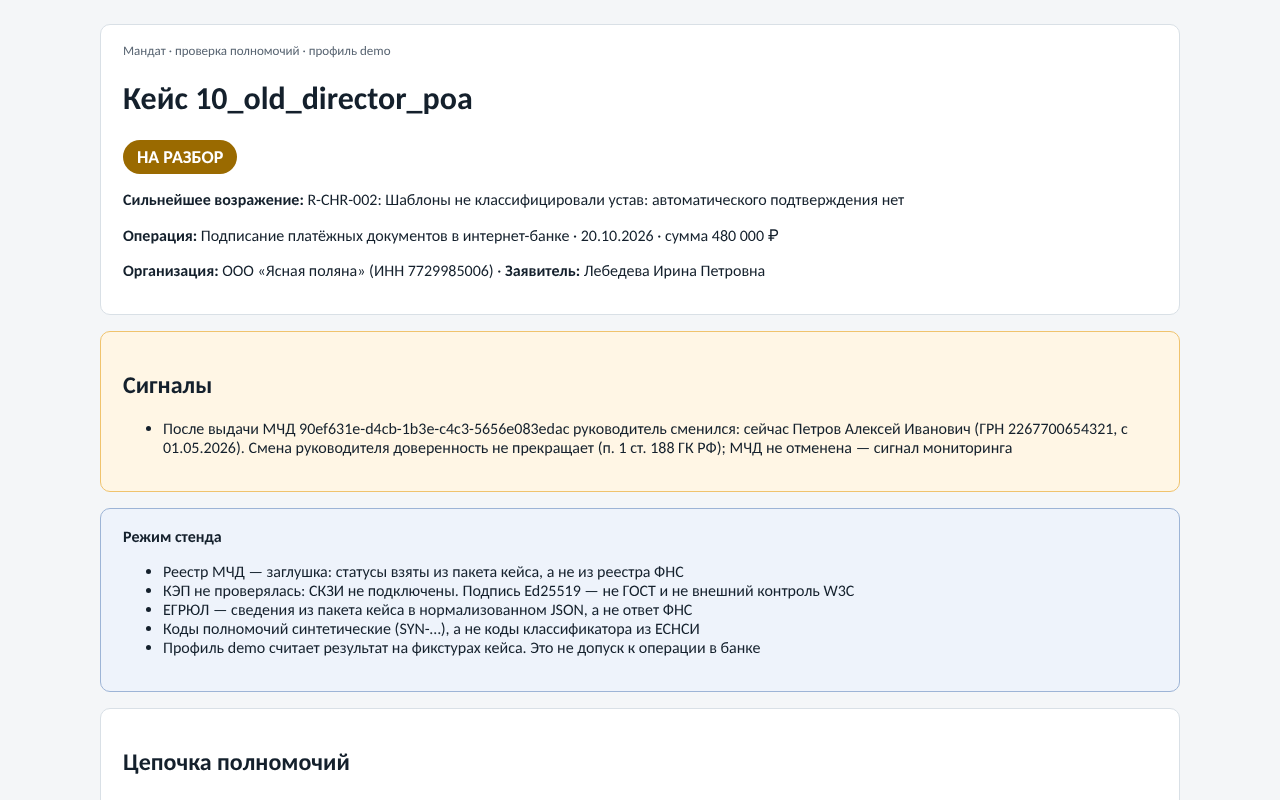 Мандат · проверка полномочий · профиль demo
Кейс 10_old_director_poa
НА РАЗБОР
Сильнейшее возражение: R-CHR-002: Шаблоны не классифицировали устав: автоматического подтверждения нет
Операция: Подписание платёжных документов в интернет-банке · 20.10.2026 · сумма 480 000 ₽
Организация: ООО «Ясная поляна» (ИНН 7729985006) · Заявитель: Лебедева Ирина Петровна
Сигналы
• После выдачи МЧД 90ef631e-d4cb-1b3e-c4c3-5656e083edac руководитель сменился: сейчас Петров Алексей Иванович (ГРН 2267700654321, с
01.05.2026). Смена руководителя доверенность не прекращает (п. 1 ст. 188 ГК РФ); МЧД не отменена — сигнал мониторинга
Режим стенда
• Реестр МЧД — заглушка: статусы взяты из пакета кейса, а не из реестра ФНС
• КЭП не проверялась: СКЗИ не подключены. Подпись Ed25519 — не ГОСТ и не внешний контроль W3C
• ЕГРЮЛ — сведения из пакета кейса в нормализованном JSON, а не ответ ФНС
• Коды полномочий синтетические (SYN-…), а не коды классификатора из ЕСНСИ
• Профиль demo считает результат на фикстурах кейса. Это не допуск к операции в банке
Цепочка полномочий